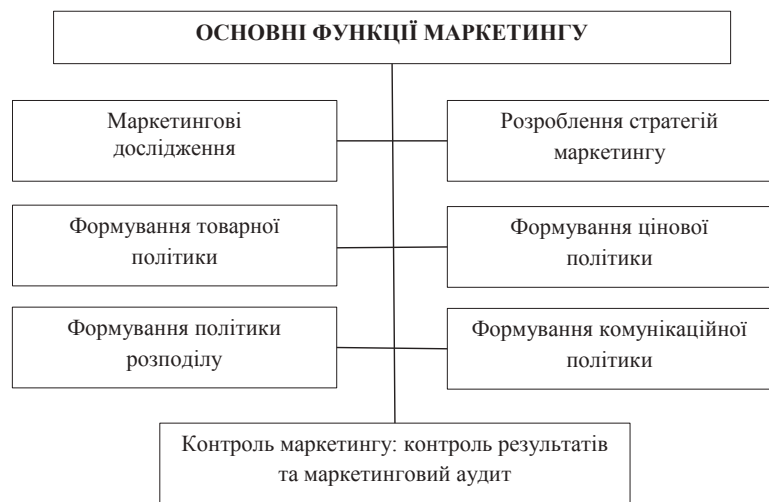 ОСНОВНІ ФУНКЦІЇ МАРКЕТИНГУ
Маркетингові
дослідження
Розроблення стратегій
маркетингу
Формування товарної
політики
Формування цінової
політики
Формування політики
розподілу
Формування комунікаційної
політики
Контроль маркетингу: контроль результатів
та маркетинговий аудит